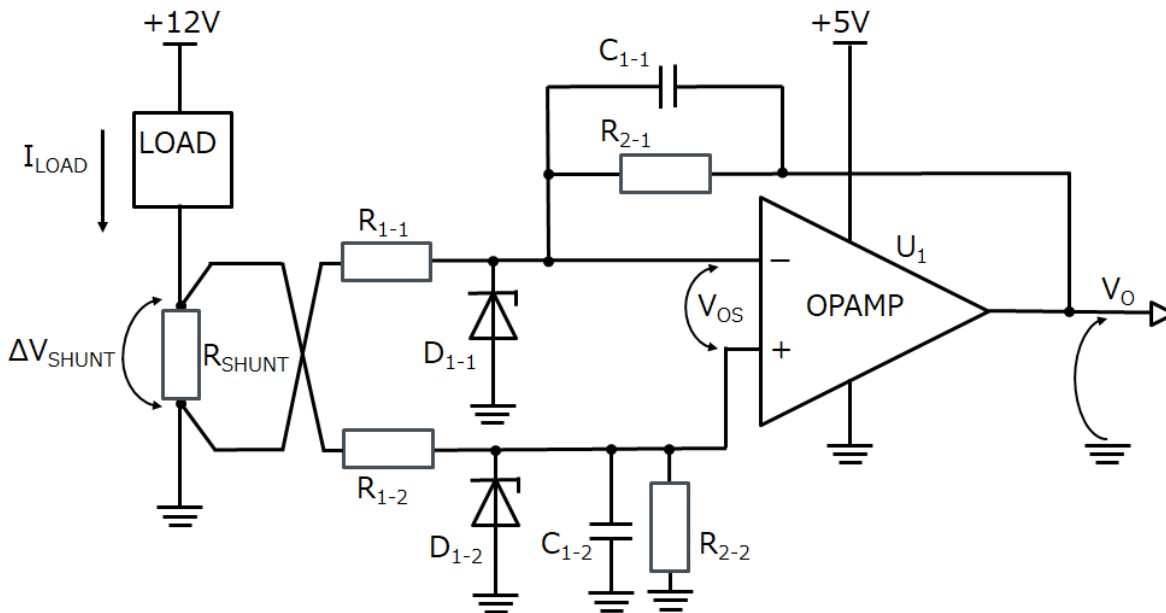 +12V
+5V
C1-1
LOAD
R2-1
ILOAD
R1-1
U1
−
VOS
OPAMP
VO
ΔVSHUNT
RSHUNT
D1-1
+
R1-2
D1-2
C1-2
R2-2